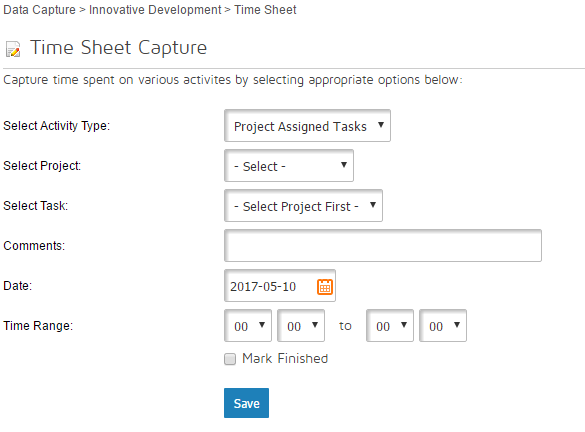 Data Capture > Innovative Development > Time Sheet
Time Sheet Capture
Capture time spent on various activites by selecting appropriate options below:
Select Activity Type: Project Assigned Tasks
Select Project: - Select -
Select Task: - Select Project First -
Comments:
Date: 2017-05-10
Time Range: 00 00 to 00 00
Mark Finished
Save